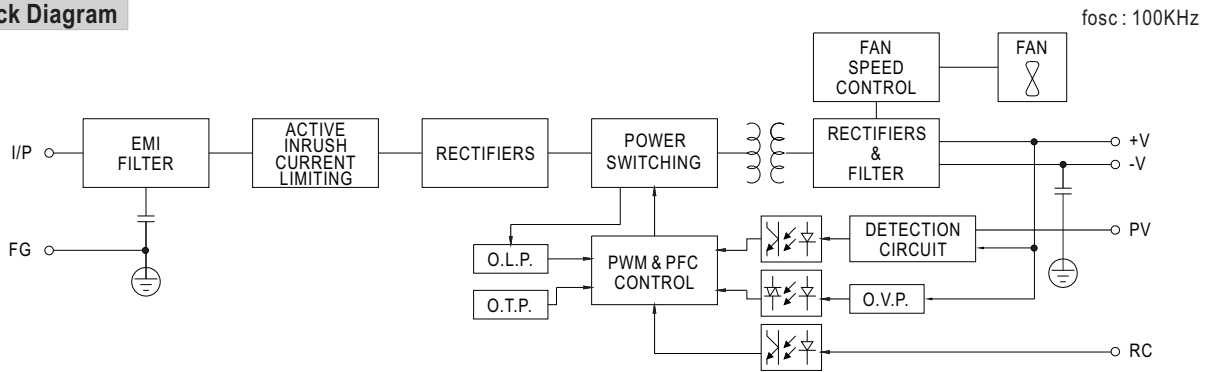 ck Diagram
fosc : 100KHz
FAN
SPEED
CONTROL
FAN
I/P
EMI
FILTER
ACTIVE
INRUSH
CURRENT
LIMITING
RECTIFIERS
POWER
SWITCHING
RECTIFIERS
&
FILTER
+V
-V
FG
O.L.P.
O.T.P.
PWM & PFC
CONTROL
DETECTION
CIRCUIT
PV
O.V.P.
RC